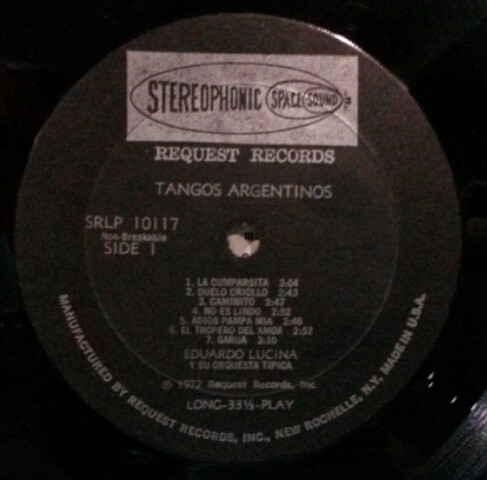 STEREOPHONIC SPACE SOUND
REQUEST RECORDS
TANGOS ARGENTINOS
SRLP 10117
Non-Breakable
SIDE 1
1. LA CUMPARSITA 3:04
2. DUELO CRIOLLO 2:43
3. CAMINITO 2:47
4. NO ES LINDO 2:52
5. ADIOS PAMPA MIA 2:46
6. EL TROPERO DEL AMOR 2:52
7. GARUA 3:10
EDUARDO LUCINA
Y SU ORQUESTA TIPICA
© 1972 Request Records, Inc.
LONG-33⅓-PLAY
MANUFACTURED BY REQUEST RECORDS, INC., NEW ROCHELLE, N.Y. MADE IN U.S.A.